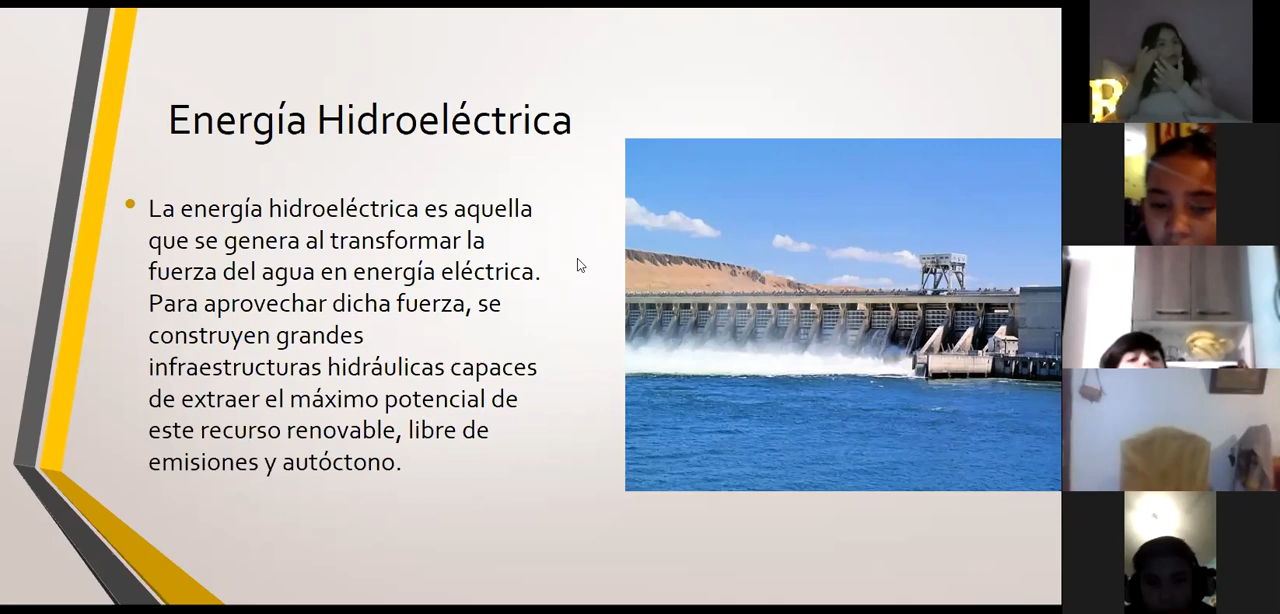 Energía Hidroeléctrica
La energía hidroeléctrica es aquella
que se genera al transformar la
fuerza del agua en energía eléctrica.
Para aprovechar dicha fuerza, se
construyen grandes
infraestructuras hidráulicas capaces
de extraer el máximo potencial de
este recurso renovable, libre de
emisiones y autóctono.
R